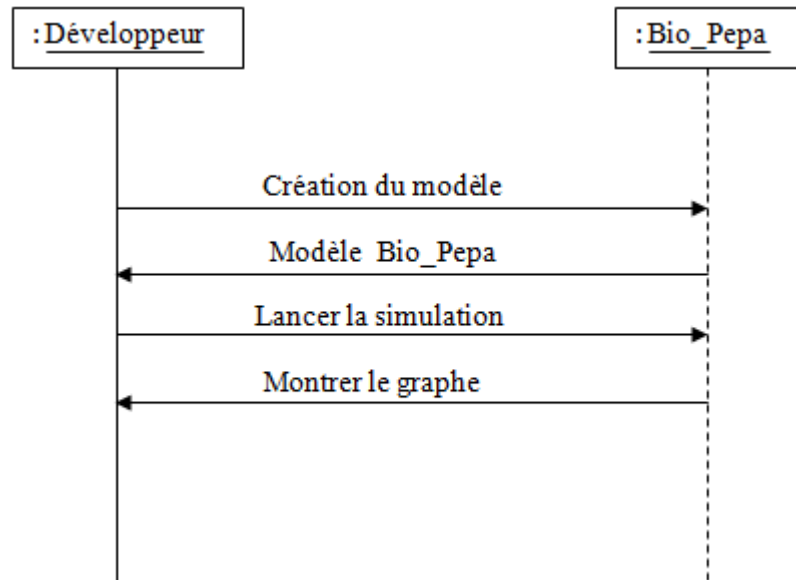 :Développeur
:Bio_Pepa
Création du modèle
Modèle Bio_Pepa
Lancer la simulation
Montrer le graphe